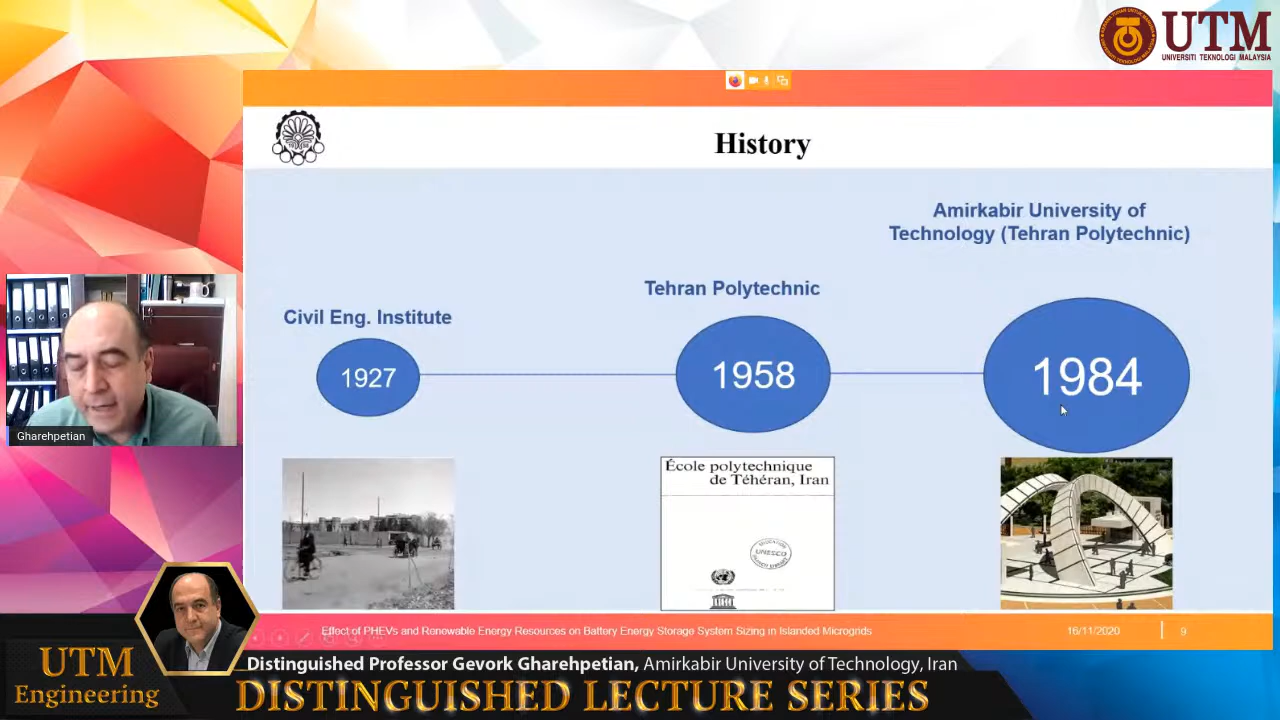 UTM
UNIVERSITI TEKNOLOGI MALAYSIA
History
Amirkabir University of
Technology (Tehran Polytechnic)
Tehran Polytechnic
Civil Eng. Institute
1927
1958
1984
École polytechnique
de Téhéran, Iran
UNESCO
Gharehpetian
Effect of PHEVs and Renewable Energy Resources on Battery Energy Storage System Sizing in Islanded Microgrids
16/11/2020
9
UTM
Engineering
Distinguished Professor Gevork Gharehpetian, Amirkabir University of Technology, Iran
DISTINGUISHED LECTURE SERIES